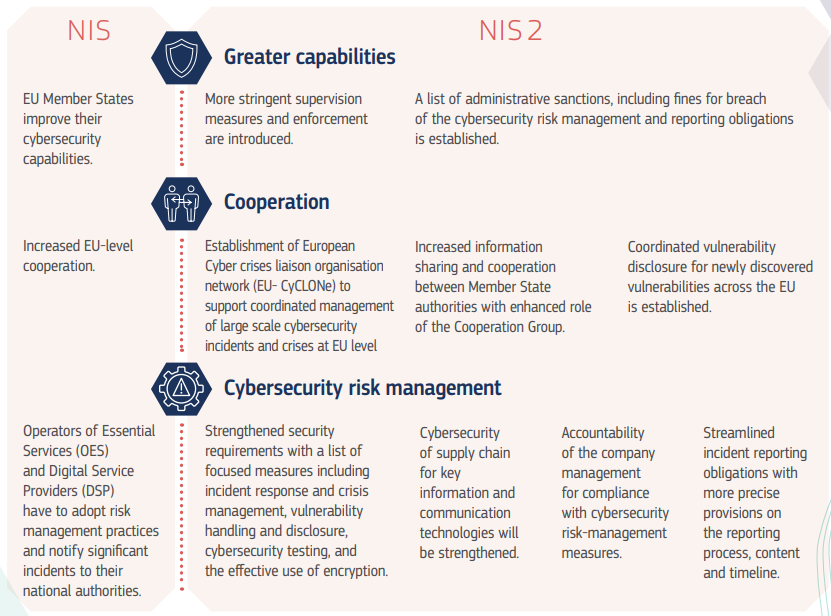 NIS
NIS 2
Greater capabilities
EU Member States
improve their
cybersecurity
capabilities.
More stringent supervision
measures and enforcement
are introduced.
A list of administrative sanctions, including fines for breach
of the cybersecurity risk management and reporting obligations
is established.
Cooperation
Increased EU-level
cooperation.
Establishment of European
Cyber crises liaison organisation
network (EU- CyCLONe) to
support coordinated management
of large scale cybersecurity
incidents and crises at EU level
Increased information
sharing and cooperation
between Member State
authorities with enhanced role
of the Cooperation Group.
Coordinated vulnerability
disclosure for newly discovered
vulnerabilities across the EU
is established.
Cybersecurity risk management
Operators of Essential
Services (OES)
and Digital Service
Providers (DSP)
have to adopt risk
management practices
and notify significant
incidents to their
national authorities.
Strengthened security
requirements with a list of
focused measures including
incident response and crisis
management, vulnerability
handling and disclosure,
cybersecurity testing, and
the effective use of encryption.
Cybersecurity
of supply chain
for key
information and
communication
technologies will
be strengthened.
Accountability
of the company
management
for compliance
with cybersecurity
risk-management
measures.
Streamlined
incident reporting
obligations with
more precise
provisions on
the reporting
process, content
and timeline.